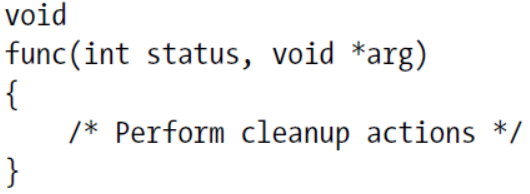 void
func(int status, void *arg)
{
    /* Perform cleanup actions */
}